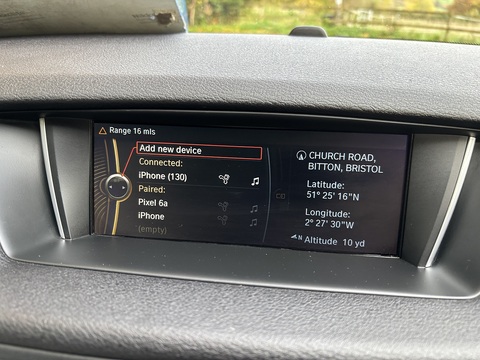 Range 16 mls
Add new device
Connected:
iPhone (130)
Paired:
Pixel 6a
iPhone
(empty)
CHURCH ROAD,
BITTON, BRISTOL
Latitude:
51° 25' 16"N
Longitude:
2° 27' 30"W
N Altitude 10 yd